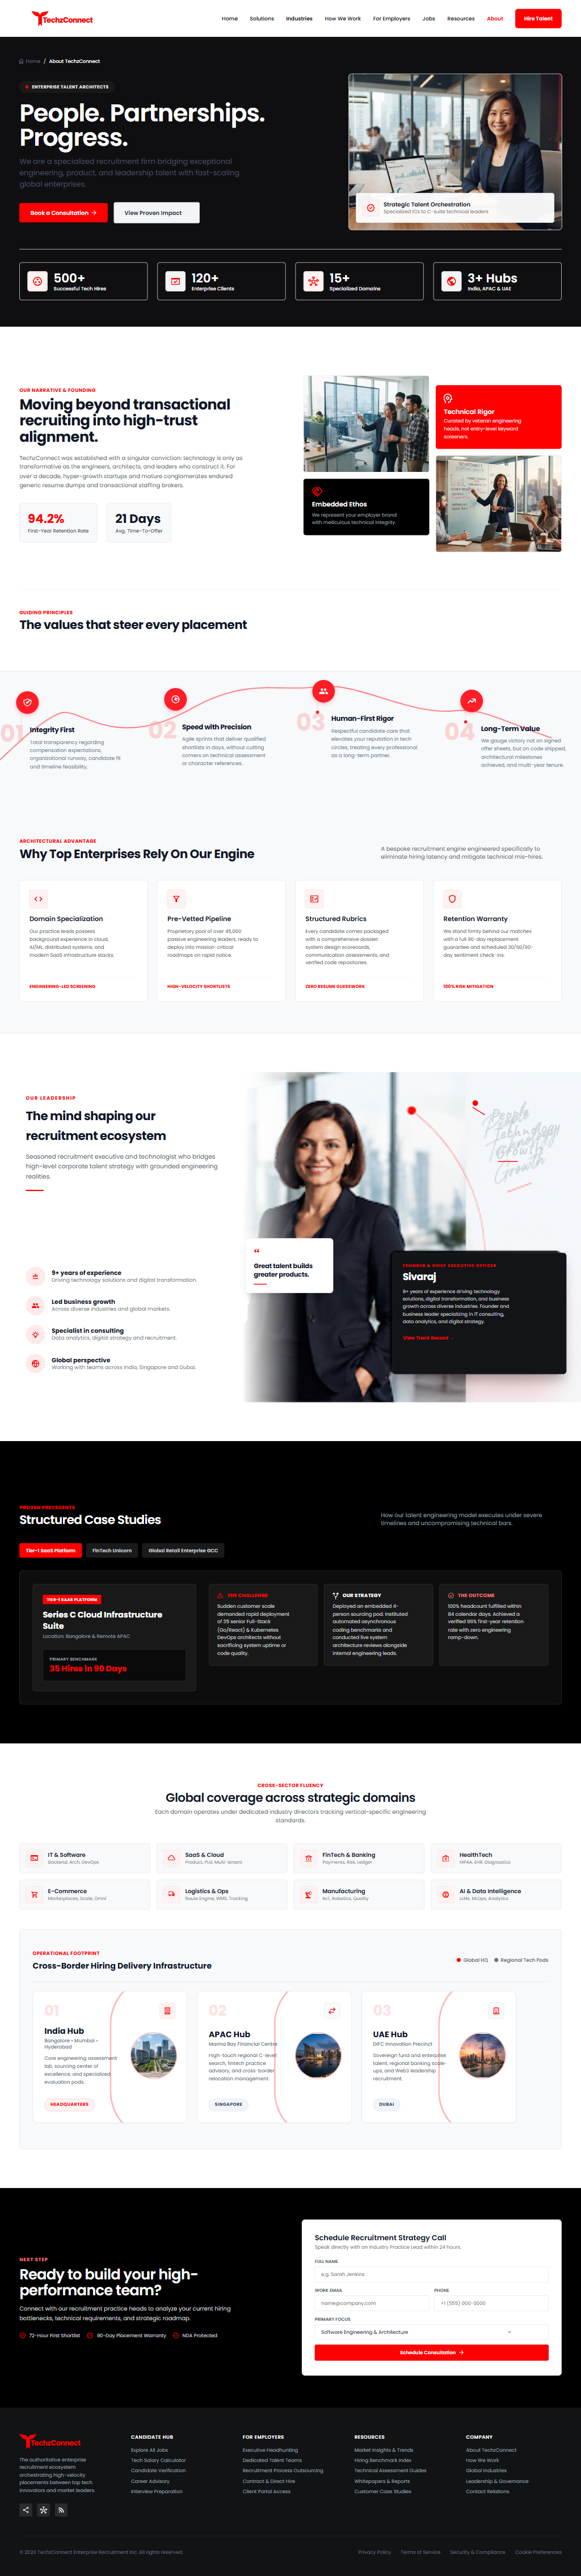 TechzConnect
Home Solutions Industries How We Work For Employers Jobs Resources About Hire Talent
Home / About TechzConnect
ENTERPRISE TALENT ARCHITECTS
People. Partnerships.
Progress.
We are a specialized recruitment firm bridging exceptional
engineering, product, and leadership talent with fast-scaling
global enterprises.
Book a Consultation →
View Proven Impact
Strategic Talent Orchestration
Specialized ICs to C-suite technical leaders
500+
Successful Tech Hires
120+
Enterprise Clients
15+
Specialized Domains
3+ Hubs
India, APAC & UAE
OUR NARRATIVE & FOUNDING
Moving beyond transactional
recruiting into high-trust
alignment.
TechzConnect was established with a singular conviction: technology is only as
transformative as the engineers, architects, and leaders who construct it. For
over a decade, hyper-growth startups and mature conglomerates endured
generic resume dumps and transactional staffing brokers.
94.2%
First-Year Retention Rate
21 Days
Avg. Time-To-Offer
Technical Rigor
Curated by veteran engineering
heads, not entry-level keyword
screeners.
Embedded Ethos
We represent your employer brand
with meticulous technical integrity.
GUIDING PRINCIPLES
The values that steer every placement
01
Integrity First
Total transparency regarding
compensation expectations,
organizational runway, candidate fit
and timeline feasibility.
02
Speed with Precision
Agile sprints that deliver qualified
shortlists in days, without cutting
corners on technical assessment
or character references.
03
Human-First Rigor
Respectful candidate care that
elevates your reputation in tech
circles, treating every professional
as a long-term partner.
04
Long-Term Value
We gauge victory not on signed
offer sheets, but on code shipped,
architectural milestones
achieved, and multi-year tenure.
ARCHITECTURAL ADVANTAGE
Why Top Enterprises Rely On Our Engine
A bespoke recruitment engine engineered specifically to
eliminate hiring latency and mitigate technical mis-hires.
Domain Specialization
Our practice leads possess
background experience in cloud,
AI/ML, distributed systems, and
modern SaaS infrastructure stacks.
ENGINEERING-LED SCREENING
Pre-Vetted Pipeline
Proprietary pool of over 45,000
passive engineering leaders, ready to
deploy into mission-critical
roadmaps on rapid notice.
HIGH-VELOCITY SHORTLISTS
Structured Rubrics
Every candidate comes packaged
with a comprehensive dossier:
system design scorecards,
communication assessments, and
verified code repositories.
ZERO RESUME GUESSWORK
Retention Warranty
We stand firmly behind our matches
with a full 90-day replacement
guarantee and scheduled 30/60/90-
day sentiment check-ins.
100% RISK MITIGATION
OUR LEADERSHIP
The mind shaping our
recruitment ecosystem
Seasoned recruitment executive and technologist who bridges
high-level corporate talent strategy with grounded engineering
realities.
9+ years of experience
Driving technology solutions and digital transformation.
Led business growth
Across diverse industries and global markets.
Specialist in consulting
Data analytics, digital strategy and recruitment.
Global perspective
Working with teams across India, Singapore and Dubai.
People
Technology
Growth
“
Great talent builds
greater products.
FOUNDER & CHIEF EXECUTIVE OFFICER
Sivaraj
9+ years of experience driving technology
solutions, digital transformation, and business
growth across diverse industries. Founder and
business leader specializing in IT consulting,
data analytics, and digital strategy.
View Track Record
PROVEN PRECEDENTS
Structured Case Studies
How our talent engineering model executes under severe
timelines and uncompromising technical bars.
Tier-1 SaaS Platform
FinTech Unicorn
Global Retail Enterprise GCC
TIER-1 SAAS PLATFORM
Series C Cloud Infrastructure
Suite
Location: Bangalore & Remote APAC
PRIMARY BENCHMARK
35 Hires in 90 Days
THE CHALLENGE
Sudden customer scale
demanded rapid deployment
of 35 senior Full-Stack
(Go/React) & Kubernetes
DevOps architects without
sacrificing system uptime or
code quality.
OUR STRATEGY
Deployed an embedded 4-
person sourcing pod. Instituted
automated asynchronous
coding benchmarks and
conducted live system
architecture reviews alongside
internal engineering leads.
THE OUTCOME
100% headcount fulfilled within
84 calendar days. Achieved a
verified 96% first-year retention
rate with zero engineering
ramp-down.
CROSS-SECTOR FLUENCY
Global coverage across strategic domains
Each domain operates under dedicated industry directors tracking vertical-specific engineering
standards.
IT & Software
Backend, Arch, DevOps
SaaS & Cloud
Product, PLG, Multi-tenant
FinTech & Banking
Payments, Risk, Ledger
HealthTech
HIPAA, EHR, Diagnostics
E-Commerce
Marketplaces, Scale, Omni
Logistics & Ops
Route Engine, WMS, Tracking
Manufacturing
IIoT, Robotics, Quality
AI & Data Intelligence
LLMs, MLOps, Analytics
OPERATIONAL FOOTPRINT
Cross-Border Hiring Delivery Infrastructure
Global HQ Regional Tech Pods
01
India Hub
Bangalore • Mumbai •
Hyderabad
Core engineering assessment
lab, sourcing center of
excellence, and specialized
evaluation pods.
HEADQUARTERS
02
APAC Hub
Marina Bay Financial Centre
High-touch regional C-level
search, fintech practice
advisory, and cross-border
relocation management.
SINGAPORE
03
UAE Hub
DIFC Innovation Precinct
Sovereign fund and enterprise
talent, regional banking scale-
ups, and Web3 leadership
recruitment.
DUBAI
NEXT STEP
Ready to build your high-
performance team?
Connect with our recruitment practice heads to analyze your current hiring
bottlenecks, technical requirements, and strategic roadmap.
72-Hour First Shortlist
90-Day Placement Warranty
NDA Protected
Schedule Recruitment Strategy Call
Speak directly with an Industry Practice Lead within 24 hours.
FULL NAME
e.g. Sarah Jenkins
WORK EMAIL
PHONE
name@company.com
+1 (555) 000-0000
PRIMARY FOCUS
Software Engineering & Architecture
Schedule Consultation →
TechzConnect
The authoritative enterprise
recruitment ecosystem
orchestrating high-velocity
placements between top tech
innovators and market leaders.
CANDIDATE HUB
Explore All Jobs
Tech Salary Calculator
Candidate Verification
Career Advisory
Interview Preparation
FOR EMPLOYERS
Executive Headhunting
Dedicated Talent Teams
Recruitment Process Outsourcing
Contract & Direct Hire
Client Portal Access
RESOURCES
Market Insights & Trends
Hiring Benchmark Index
Technical Assessment Guides
Whitepapers & Reports
Customer Case Studies
COMPANY
About TechzConnect
How We Work
Global Industries
Leadership & Governance
Contact Relations
© 2026 TechzConnect Enterprise Recruitment Inc. All rights reserved.
Privacy Policy Terms of Service Security & Compliance Cookie Preferences